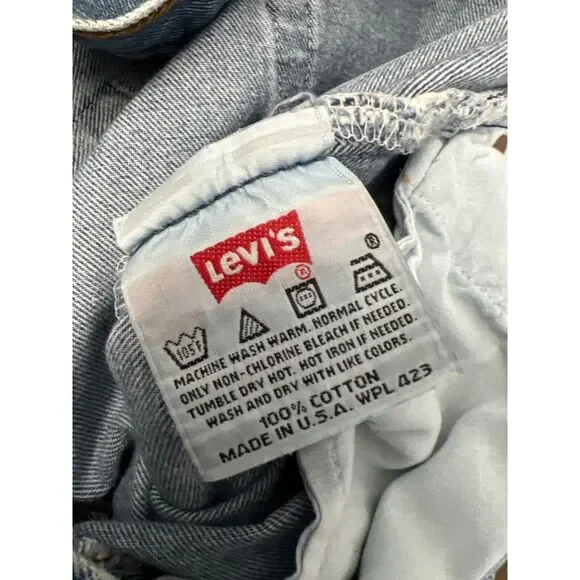 Levi's
®
®
105F
MACHINE WASH WARM. NORMAL CYCLE.
ONLY NON-CHLORINE BLEACH IF NEEDED.
TUMBLE DRY HOT. HOT IRON IF NEEDED.
WASH AND DRY WITH LIKE COLORS.
100% COTTON
MADE IN U.S.A. WPL 423